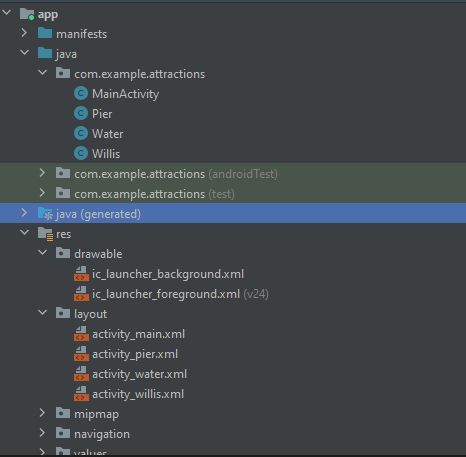 app
manifests
java
com.example.attractions
MainActivity
Pier
Water
Willis
com.example.attractions (androidTest)
com.example.attractions (test)
java (generated)
res
drawable
ic_launcher_background.xml
ic_launcher_foreground.xml (v24)
layout
activity_main.xml
activity_pier.xml
activity_water.xml
activity_willis.xml
mipmap
navigation
values